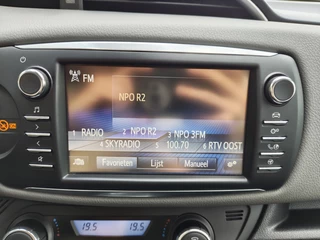 FM
NPO R2
1 RADIO 2 NPO R2 3 NPO 3FM
4 SKYRADIO 5 100.70 6 RTV OOST
Favorieten Lijst Manueel
19.5 19.5